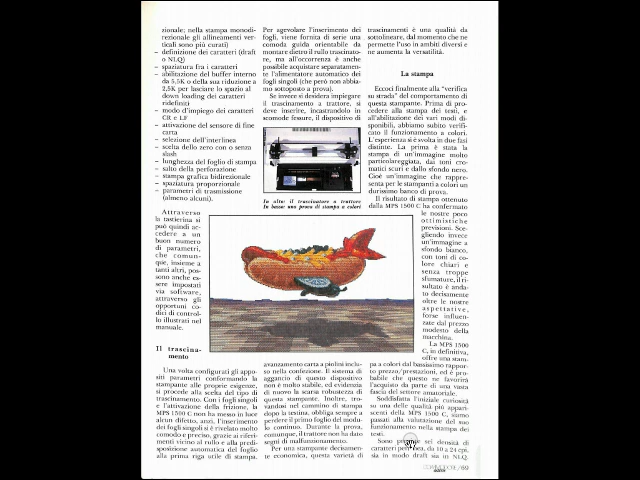 zionale; nella stampa monodi-
rezionale gli allineamenti ver-
ticali sono più curati)
– definizione dei caratteri (draft
o NLQ)
– spaziatura fra i caratteri
– abilitazione del buffer interno
da 5,5K o della sua riduzione a
2,5K per lasciare lo spazio al
down loading dei caratteri
ridefiniti
– modo d'impiego dei caratteri
CR e LF
– attivazione del sensore di fine
carta
– selezione dell'interlinea
– scelta dello zero con o senza
slash
– lunghezza del foglio di stampa
– salto della perforazione
– stampa grafica bidirezionale
– spaziatura proporzionale
– parametri di trasmissione
(almeno alcuni).
Attraverso
la tastierina si
può quindi ac-
cedere a un
buon numero
di parametri,
che comun-
que, insieme a
tanti altri, pos-
sono anche es-
sere impostati
via software,
attraverso gli
opportuni co-
dici di control-
lo illustrati nel
manuale.
Il trascina-
mento
Una volta configurati gli appo-
siti parametri conformando la
stampante alle proprie esigenze,
si procede alla scelta del tipo di
trascinamento. Con i fogli singoli
e l'attivazione della frizione, la
MPS 1500 C non ha messo in luce
alcun difetto, anzi, l'inserimento
dei fogli singoli si è rivelato molto
comodo e preciso, grazie ai riferi-
menti vicino al rullo e alla predi-
sposizione automatica del foglio
alla prima riga utile di stampa.
Per agevolare l'inserimento dei
fogli, viene fornita di serie una
comoda guida orientabile da
montare dietro il rullo trascinato-
re, ma all'occorrenza è anche
possibile acquistare separatamen-
te l'alimentatore automatico dei
fogli singoli (che però non abbia-
mo sottoposto a prova).
Se invece si desidera impiegare
il trascinamento a trattore, si
deve inserire, incastrandolo in
scomode fessure, il dispositivo di
In alto: il trascinatore a trattore
In basso: una prova di stampa a colori
avanzamento carta a piolini inclu-
so nella confezione. Il sistema di
aggancio di questo dispositivo
non è molto stabile, ed evidenzia
di nuovo la scarsa robustezza di
questa stampante. Inoltre, tro-
vandosi nel cammino di stampa
dopo la testina, obbliga sempre a
perdere il primo foglio del modu-
lo continuo. Durante la prova,
comunque, il trattore non ha dato
segni di malfunzionamento.
Per una stampante decisamen-
te economica, questa varietà di
trascinamenti è una qualità da
sottolineare, dal momento che ne
permette l'uso in ambiti diversi e
ne aumenta la versatilità.
La stampa
Eccoci finalmente alla "verifica
su strada" del comportamento di
questa stampante. Prima di pro-
cedere alla stampa dei testi, e
all'abilitazione dei vari modi di-
sponibili, abbiamo subito verifi-
cato il funzionamento a colori.
L'esperienza si è svolta in due fasi
distinte. La prima è stata la
stampa di un'immagine molto
particolareggiata, dai toni cro-
matici scuri e dallo sfondo nero.
Cioè un'immagine che rappre-
senta per le stampanti a colori un
durissimo banco di prova.
Il risultato di stampa ottenuto
dalla MPS 1500 C ha confermato
le nostre poco
ottimistiche
previsioni. Sce-
gliendo invece
un'immagine a
sfondo bianco,
con toni di co-
lore chiari e
senza troppe
sfumature, il ri-
sultato è anda-
to decisamente
oltre le nostre
aspettative,
forse influen-
zate dal prezzo
modesto della
macchina.
La MPS 1500
C, in definitiva,
offre una stam-
pa a colori dal bassissimo rappor-
to prezzo/prestazioni, ed è pro-
babile che questo ne favorirà
l'acquisto da parte di una vasta
fascia del settore amatoriale.
Soddisfatta l'iniziale curiosità
su una delle qualità più appari-
scenti della MPS 1500 C, siamo
passati alla valutazione del suo
funzionamento nella stampa dei
testi.
Sono sei densità di
caratteri per riga, da 10 a 24 cpi,
sia in modo draft sia in NLQ.
COMMODORE/69